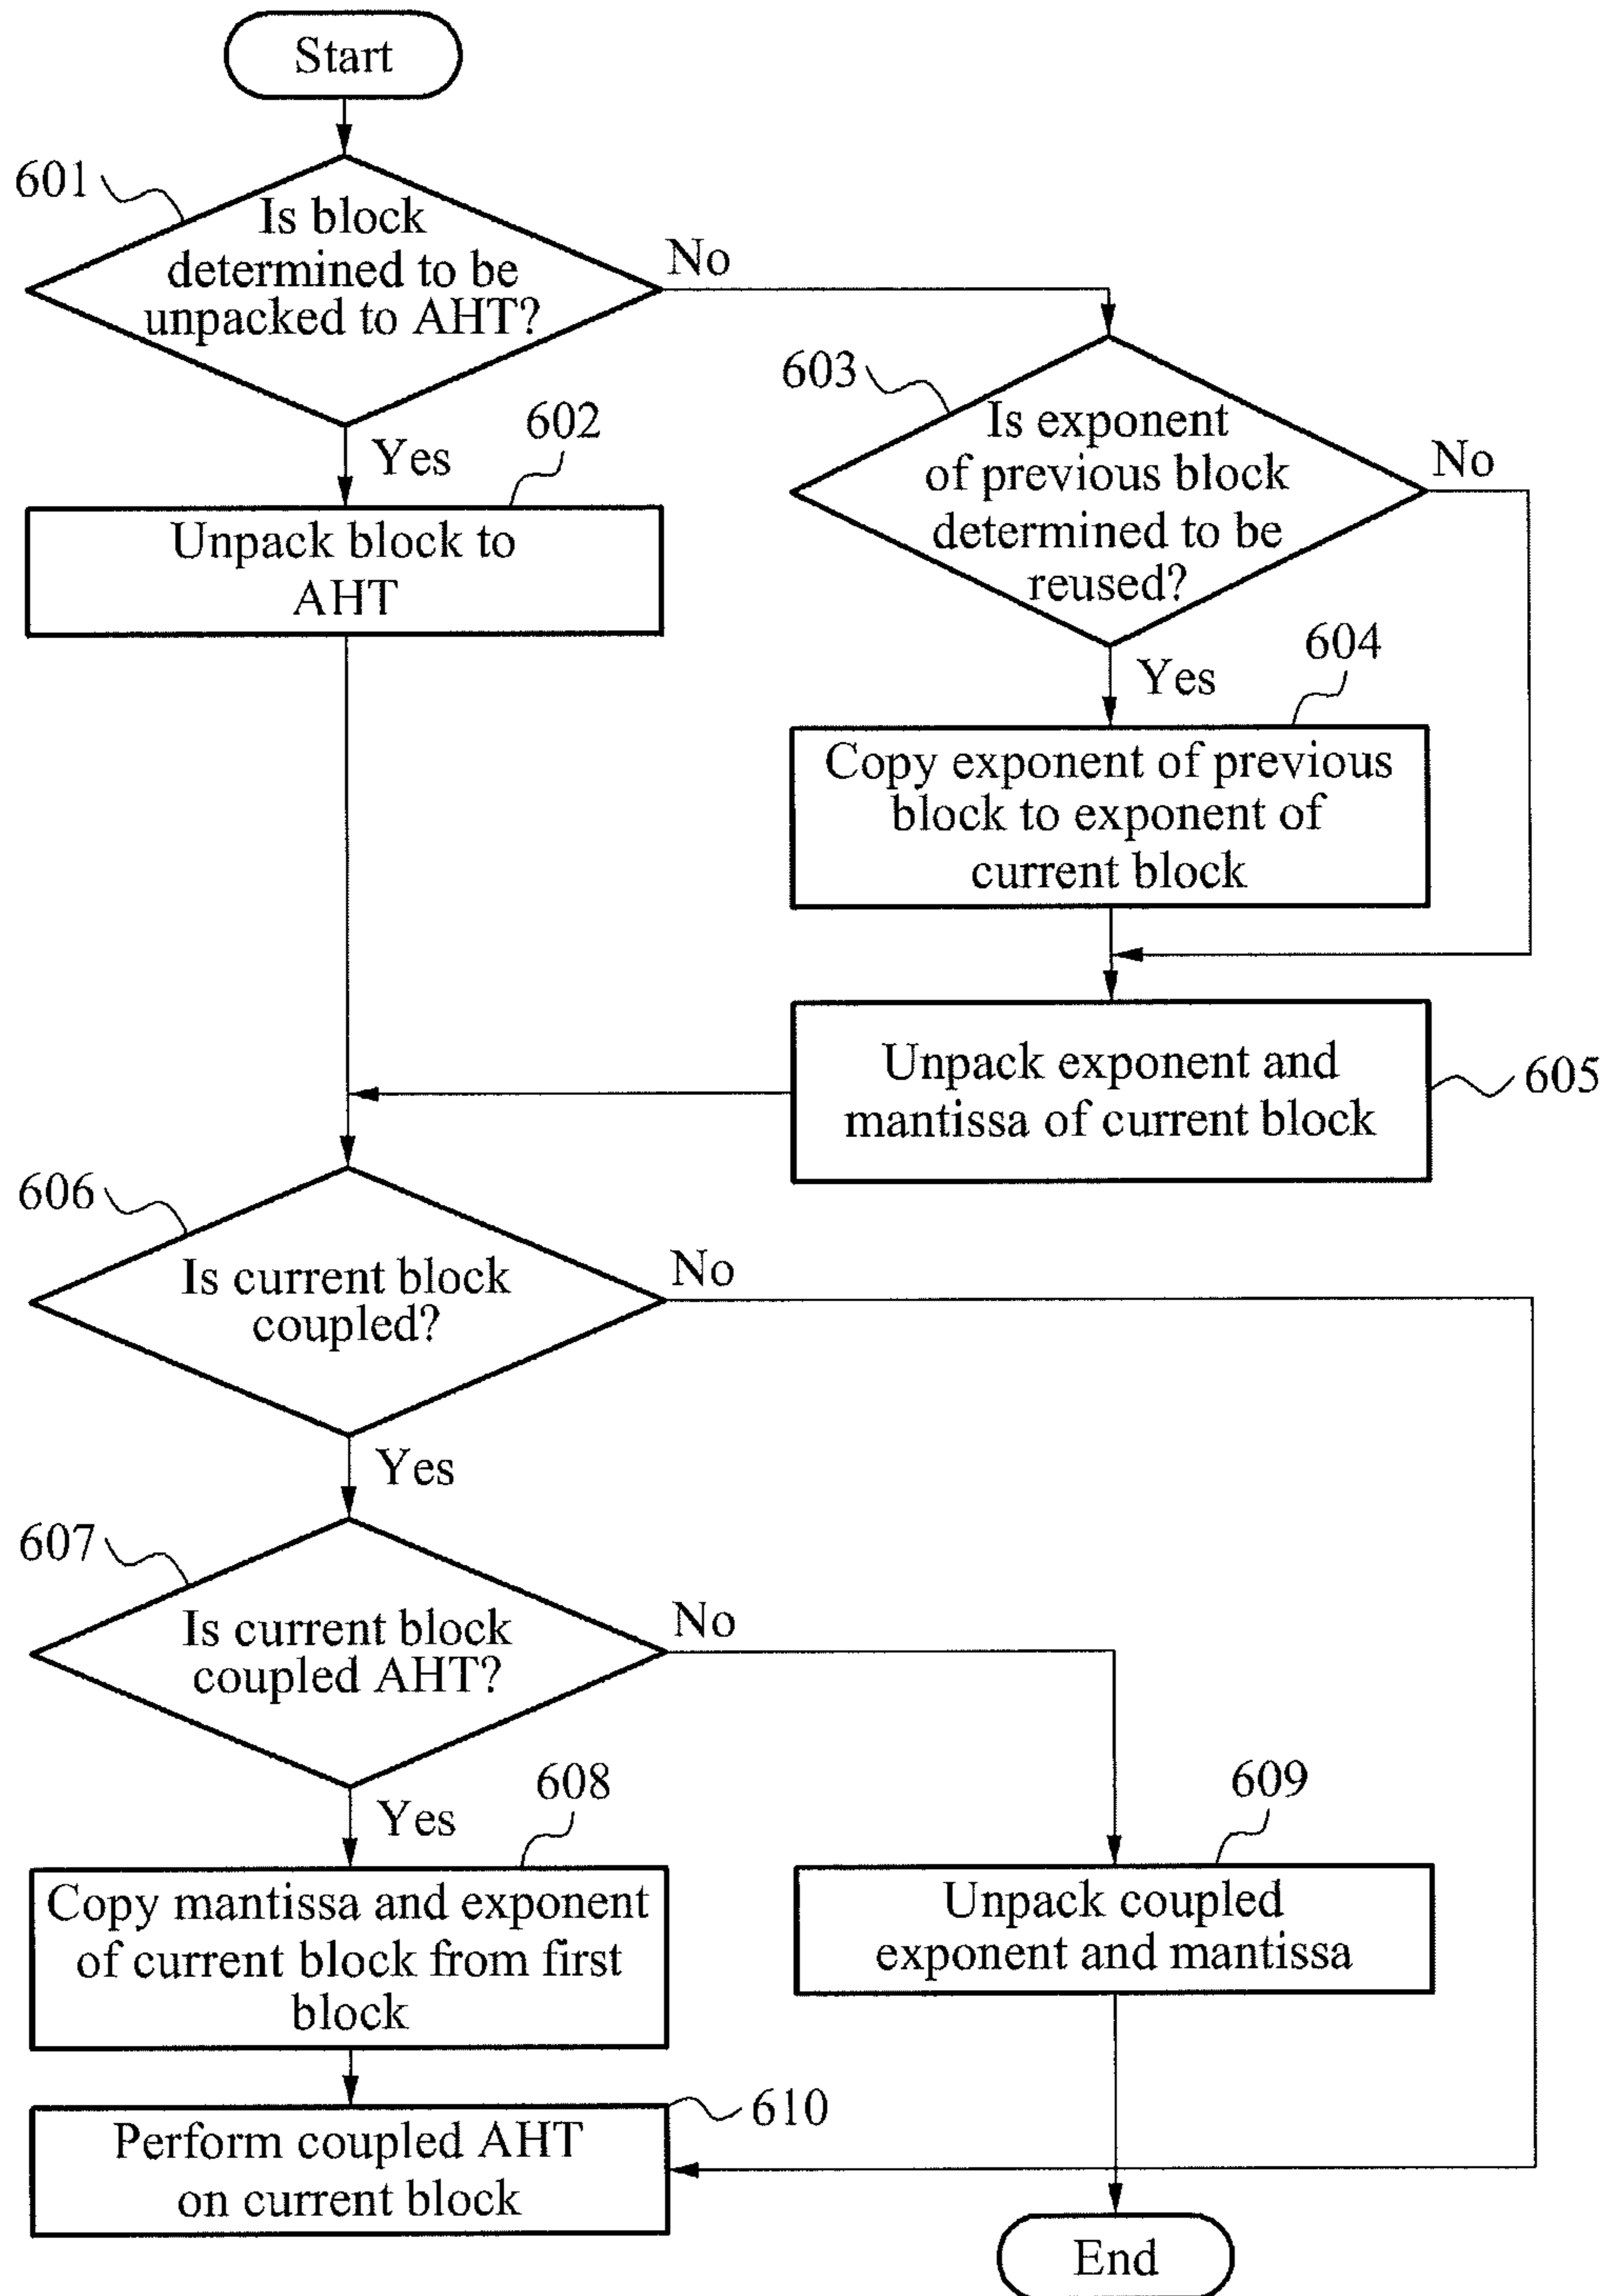 Start
601
Is block
determined to be
unpacked to AHT?
No
Yes
602
Unpack block to
AHT
603
Is exponent
of previous block
determined to be
reused?
No
Yes
604
Copy exponent of previous
block to exponent of
current block
Unpack exponent and
mantissa of current block
605
606
Is current block
coupled?
No
Yes
607
Is current block
coupled AHT?
No
Yes
608
Copy mantissa and exponent
of current block from first
block
609
Unpack coupled
exponent and mantissa
610
Perform coupled AHT
on current block
End